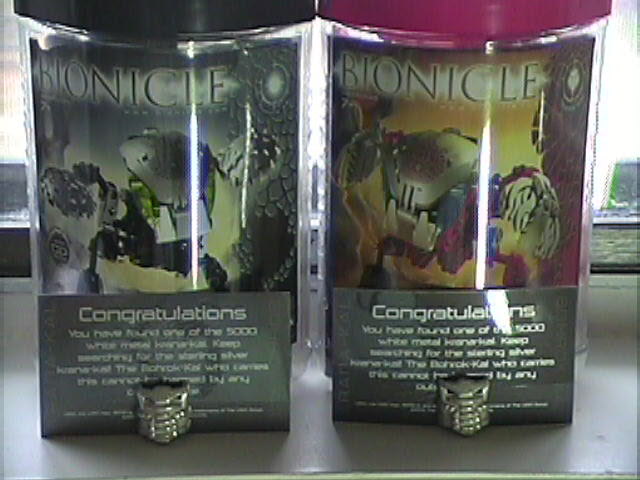 BIONICLE
7+
Congratulations
You have found one of the 5000
white metal krana-kal. Keep
searching for the sterling silver
krana-kal! The Bohrok-Kal who carries
this cannot be
by any
BIONICLE
7+
Congratulations
You have found one of the 5000
white metal krana-kal. Keep
searching for the sterling silver
krana-kal! The Bohrok-Kal who carries
this cannot be
by any